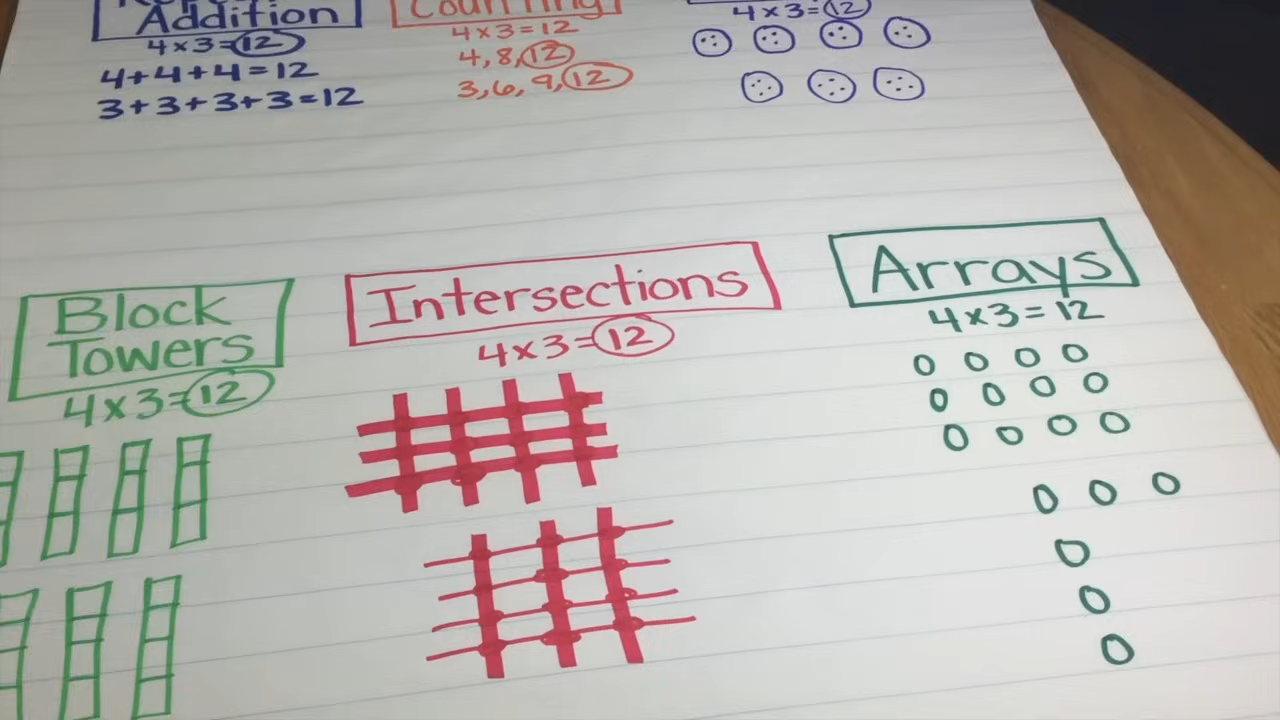 Addition
4×3=12
4+4+4=12
3+3+3+3=12
Counting
4×3=12
4,8,12
3,6,9,12
4×3=12
Block
Towers
4×3=12
Intersections
4×3=12
Arrays
4×3=12